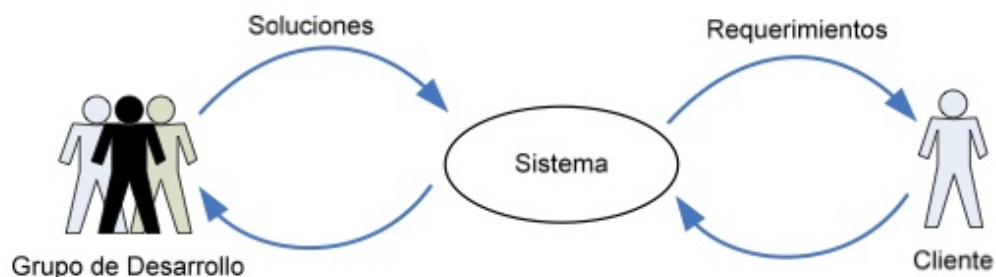 Soluciones
Requerimientos
Sistema
Grupo de Desarrollo
Cliente